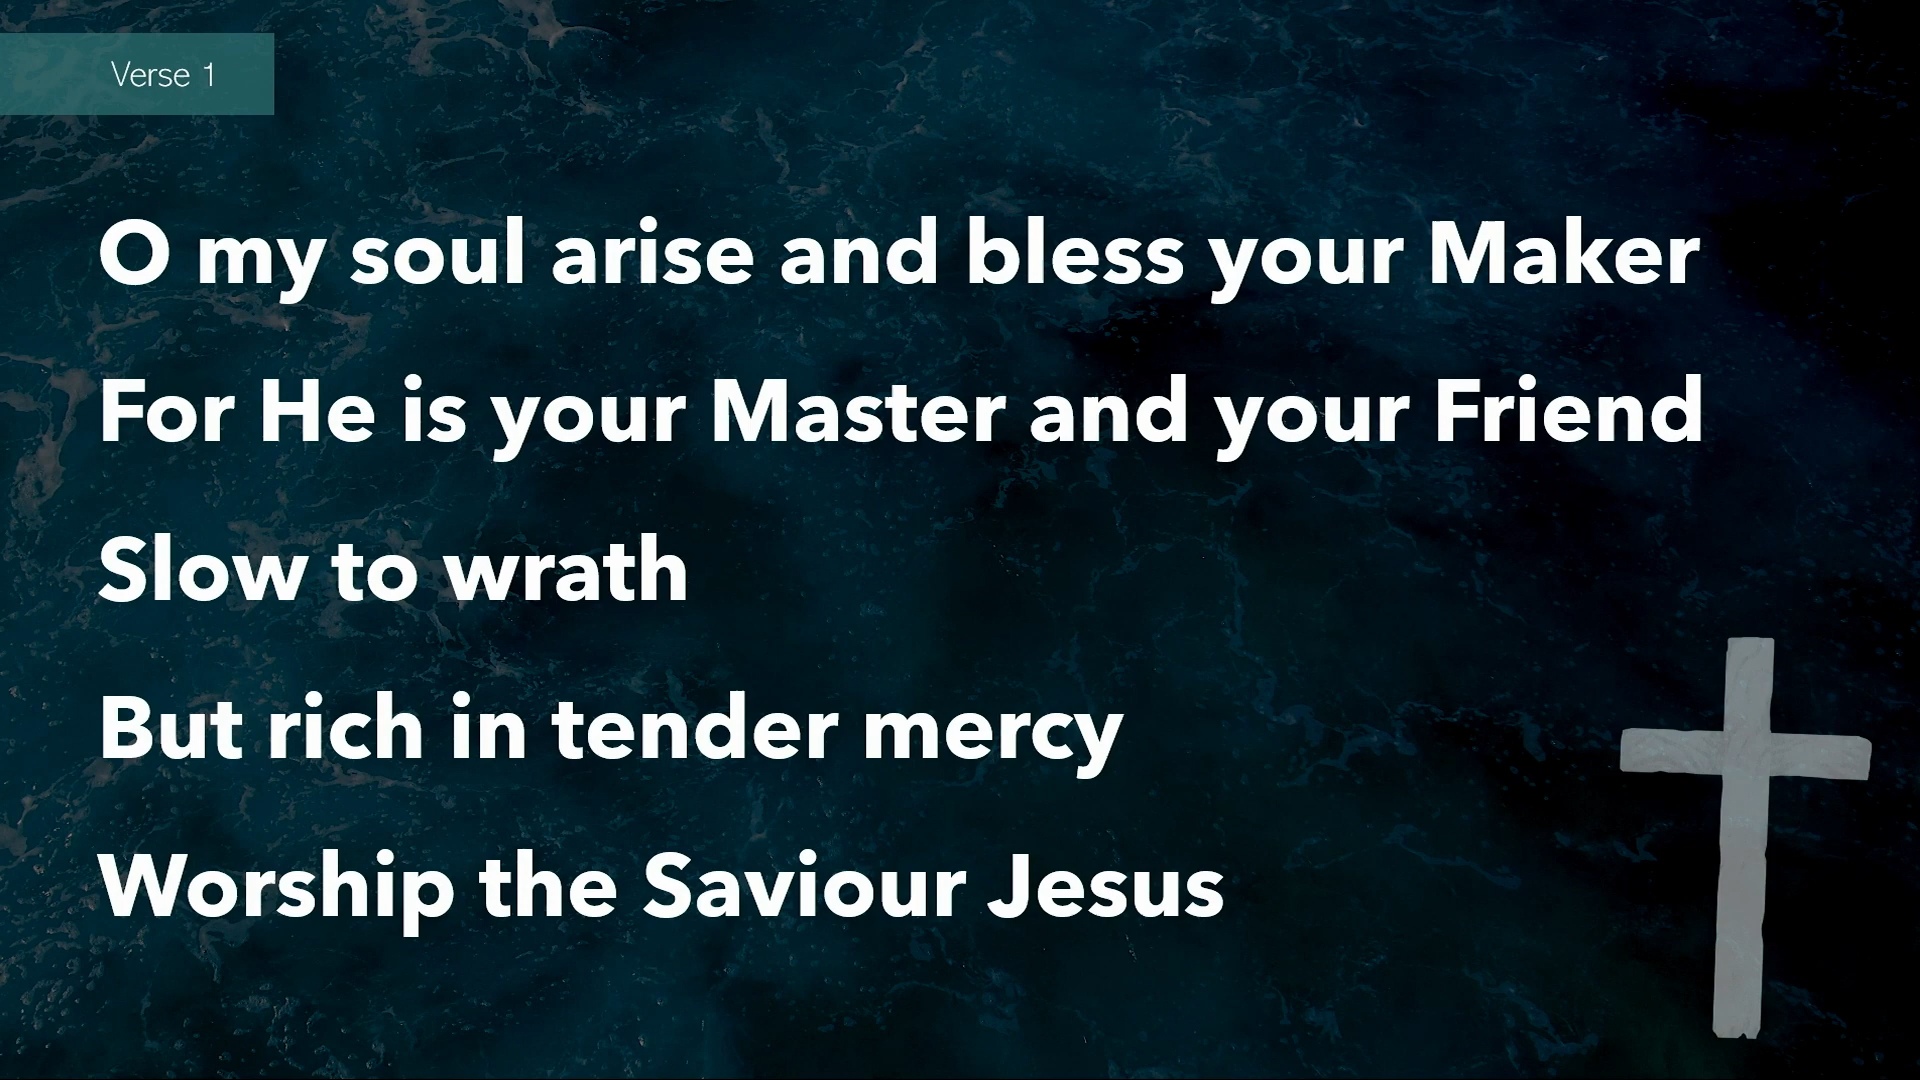 Verse 1
O my soul arise and bless your Maker
For He is your Master and your Friend
Slow to wrath
But rich in tender mercy
Worship the Saviour Jesus